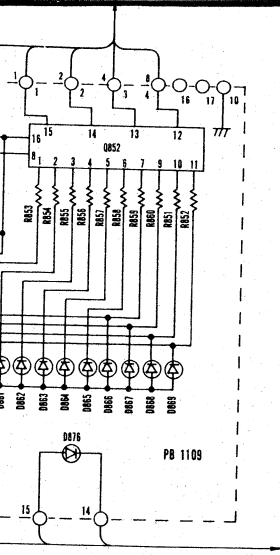 1 2 4 8
1 2 3 4 16 17 10
15 14 13 12
16 Q852
8 1 2 3 4 5 6 7 9 10 11
R853 R854 R855 R856 R857 R858 R859 R860 R851 R852
D862 D863 D864 D865 D866 D867 D868 D869
D876
PB 1109
15 14